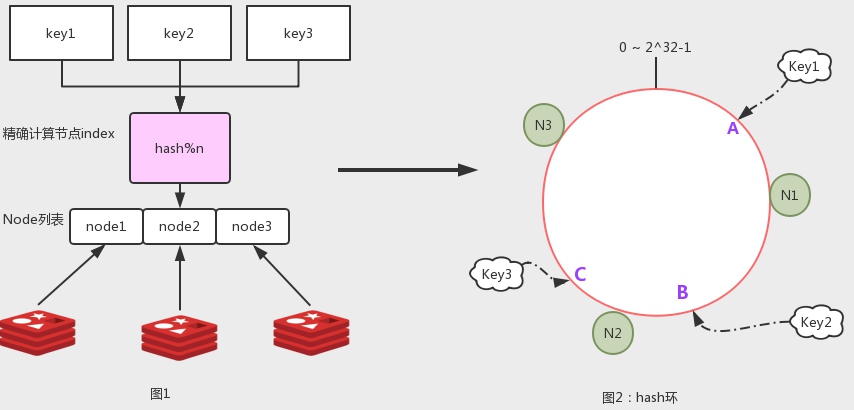 key1
key2
key3
精确计算节点index
hash%n
Node列表
node1
node2
node3
图1
0 ~ 2^32-1
Key1
N3
A
N1
Key3
C
B
N2
Key2
图2：hash环